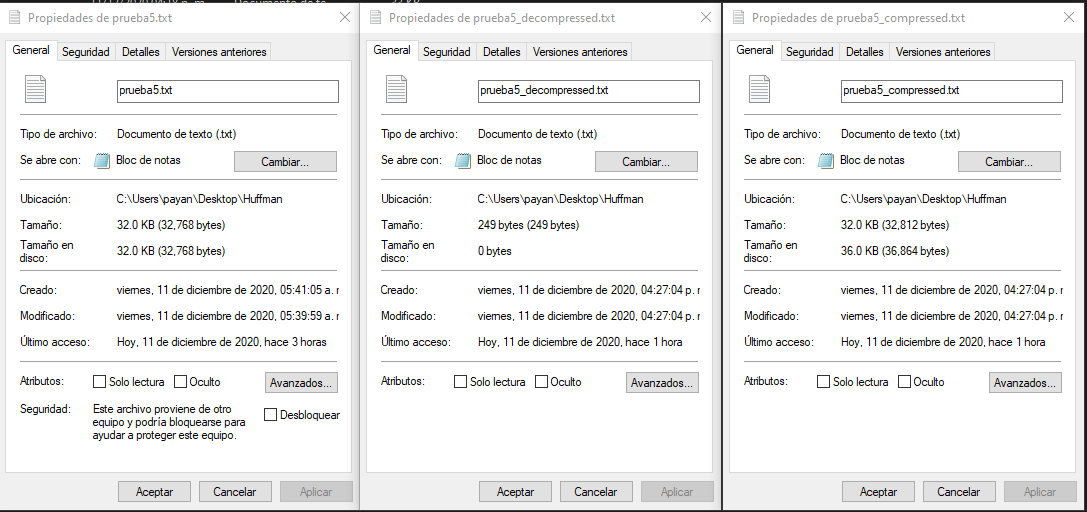 Propiedades de prueba5.txt
General Seguridad Detalles Versiones anteriores
prueba5.txt
Tipo de archivo: Documento de texto (.txt)
Se abre con: Bloc de notas Cambiar...
Ubicación: C:\Users\payan\Desktop\Huffman
Tamaño: 32.0 KB (32,768 bytes)
Tamaño en
disco: 32.0 KB (32,768 bytes)
Creado: viernes, 11 de diciembre de 2020, 05:41:05 a. r
Modificado: viernes, 11 de diciembre de 2020, 05:39:59 a. r
Último acceso: Hoy, 11 de diciembre de 2020, hace 3 horas
Atributos: Solo lectura Oculto Avanzados...
Seguridad: Este archivo proviene de otro
equipo y podría bloquearse para
ayudar a proteger este equipo.
Desbloquear
Aceptar Cancelar Aplicar
Propiedades de prueba5_decompressed.txt
General Seguridad Detalles Versiones anteriores
prueba5_decompressed.txt
Tipo de archivo: Documento de texto (.txt)
Se abre con: Bloc de notas Cambiar...
Ubicación: C:\Users\payan\Desktop\Huffman
Tamaño: 249 bytes (249 bytes)
Tamaño en
disco: 0 bytes
Creado: viernes, 11 de diciembre de 2020, 04:27:04 p. r
Modificado: viernes, 11 de diciembre de 2020, 04:27:04 p. r
Último acceso: Hoy, 11 de diciembre de 2020, hace 1 hora
Atributos: Solo lectura Oculto Avanzados...
Aceptar Cancelar Aplicar
Propiedades de prueba5_compressed.txt
General Seguridad Detalles Versiones anteriores
prueba5_compressed.txt
Tipo de archivo: Documento de texto (.txt)
Se abre con: Bloc de notas Cambiar...
Ubicación: C:\Users\payan\Desktop\Huffman
Tamaño: 32.0 KB (32,812 bytes)
Tamaño en
disco: 36.0 KB (36,864 bytes)
Creado: viernes, 11 de diciembre de 2020, 04:27:04 p. r
Modificado: viernes, 11 de diciembre de 2020, 04:27:04 p. r
Último acceso: Hoy, 11 de diciembre de 2020, hace 1 hora
Atributos: Solo lectura Oculto Avanzados...
Aceptar Cancelar Aplicar